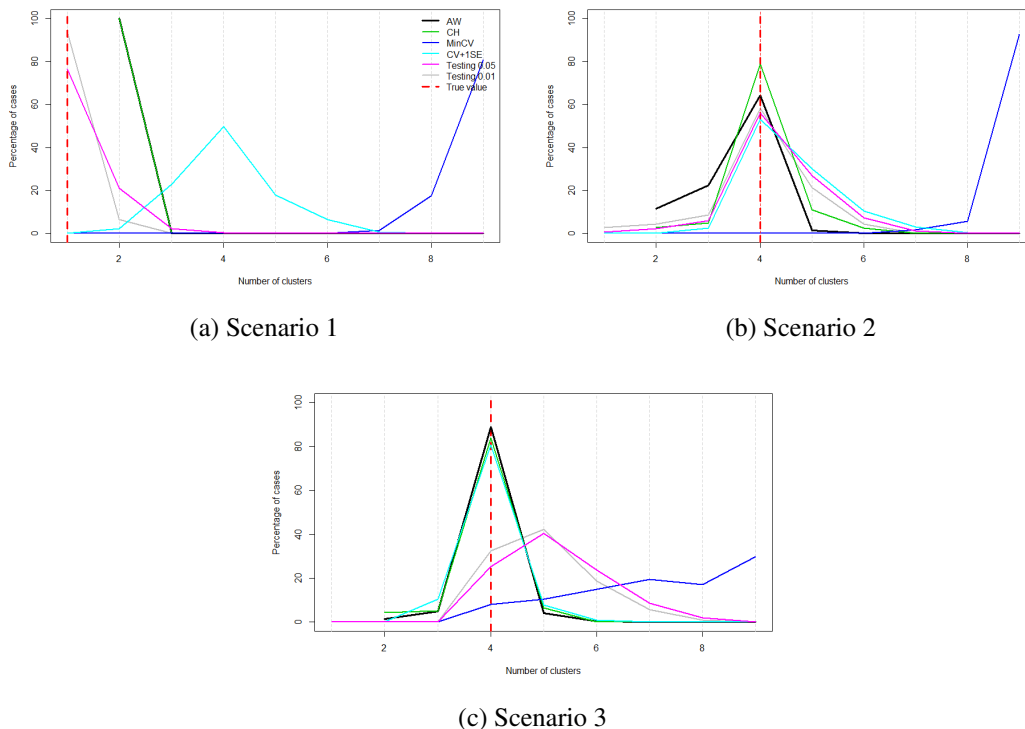 100
80
60
40
20
0
Percentage of cases
AW
CH
MinCV
CV+1SE
Testing 0.05
Testing 0.01
True value
2 4 6 8
Number of clusters
(a) Scenario 1
100
80
60
40
20
0
Percentage of cases
2 4 6 8
Number of clusters
(b) Scenario 2
100
80
60
40
20
0
Percentage of cases
2 4 6 8
Number of clusters
(c) Scenario 3